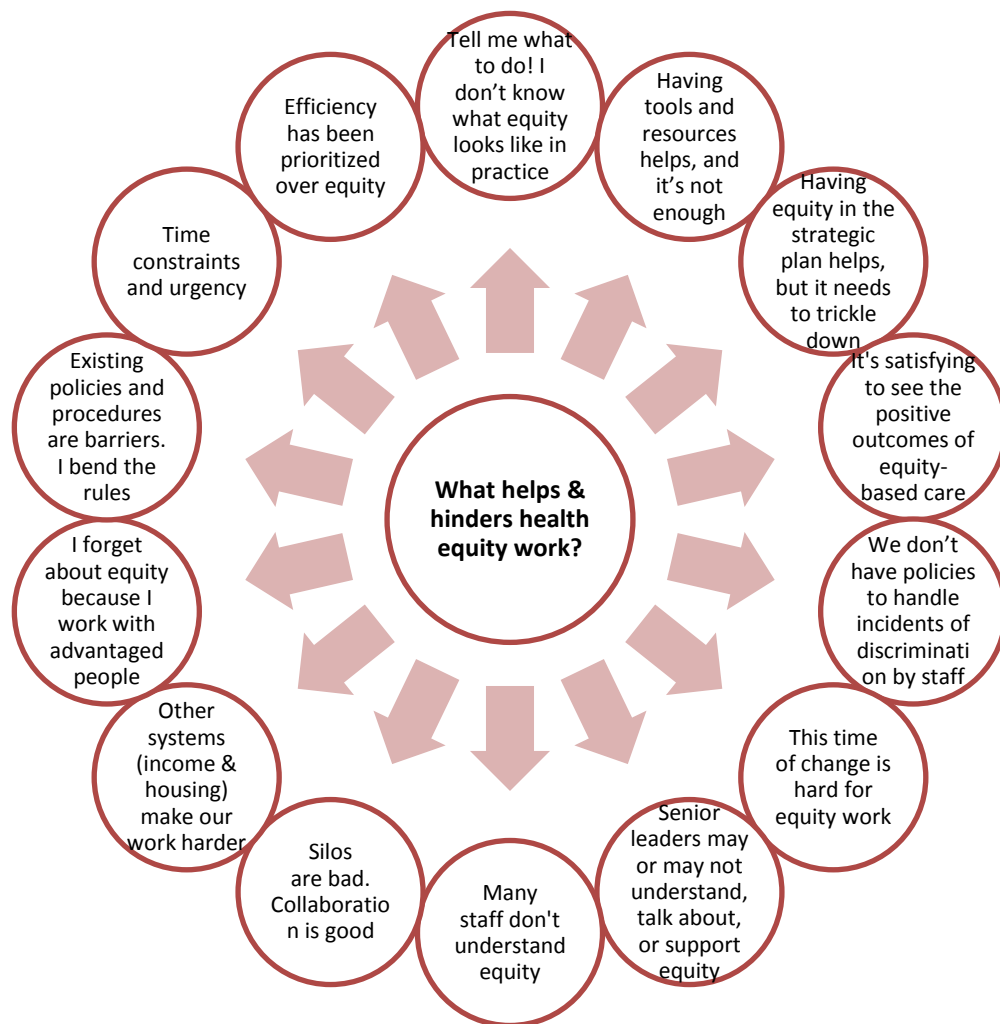 Tell me what
to do! I
don’t know
what equity
looks like in
practice
Having
tools and
resources
helps, and
it’s not
enough
Having
equity in the
strategic
plan helps,
but it needs
to trickle
down
It's satisfying
to see the
positive
outcomes of
equity-
based care
We don’t
have policies
to handle
incidents of
discriminati
on by staff
This time
of change is
hard for
equity work
Senior
leaders may
or may not
understand,
talk about,
or support
equity
Many
staff don't
understand
equity
Silos
are bad.
Collaboratio
n is good
Other
systems
(income &
housing)
make our
work harder
I forget
about equity
because I
work with
advantaged
people
Existing
policies and
procedures
are barriers.
I bend the
rules
Time
constraints
and urgency
Efficiency
has been
prioritized
over equity
What helps &
hinders health
equity work?